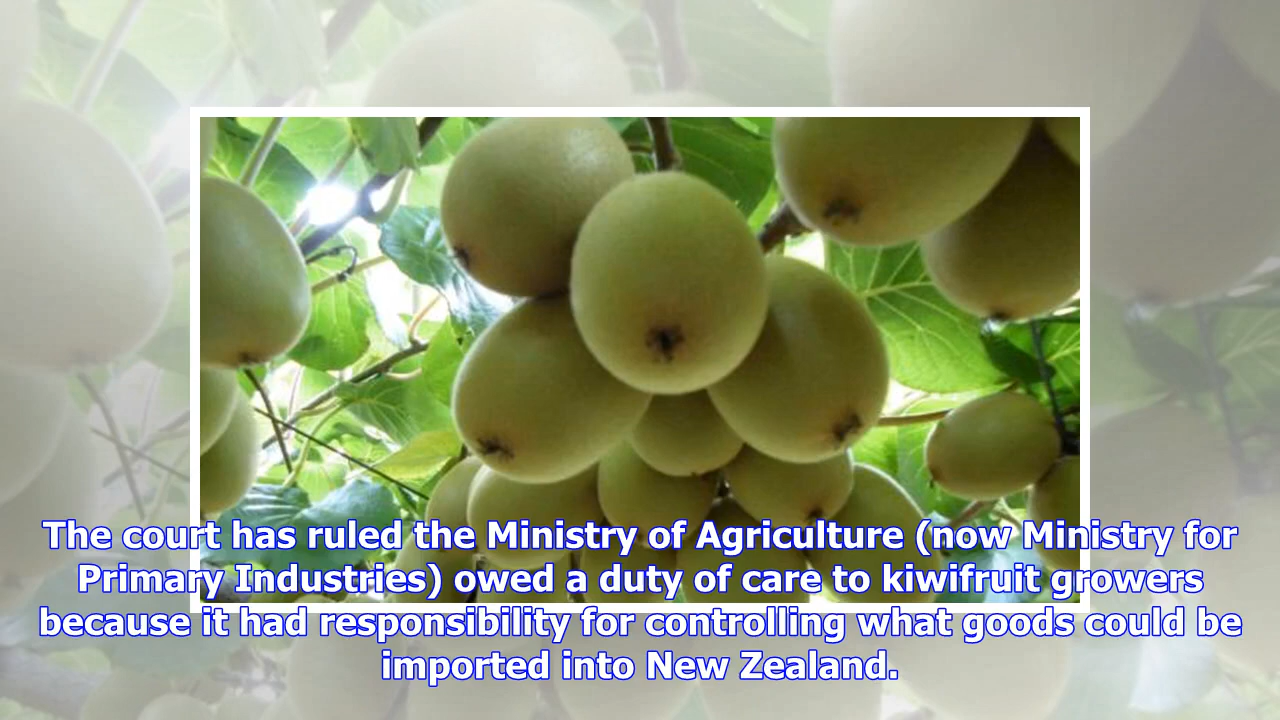 The court has ruled the Ministry of Agriculture (now Ministry for
Primary Industries) owed a duty of care to kiwifruit growers
because it had responsibility for controlling what goods could be
imported into New Zealand.